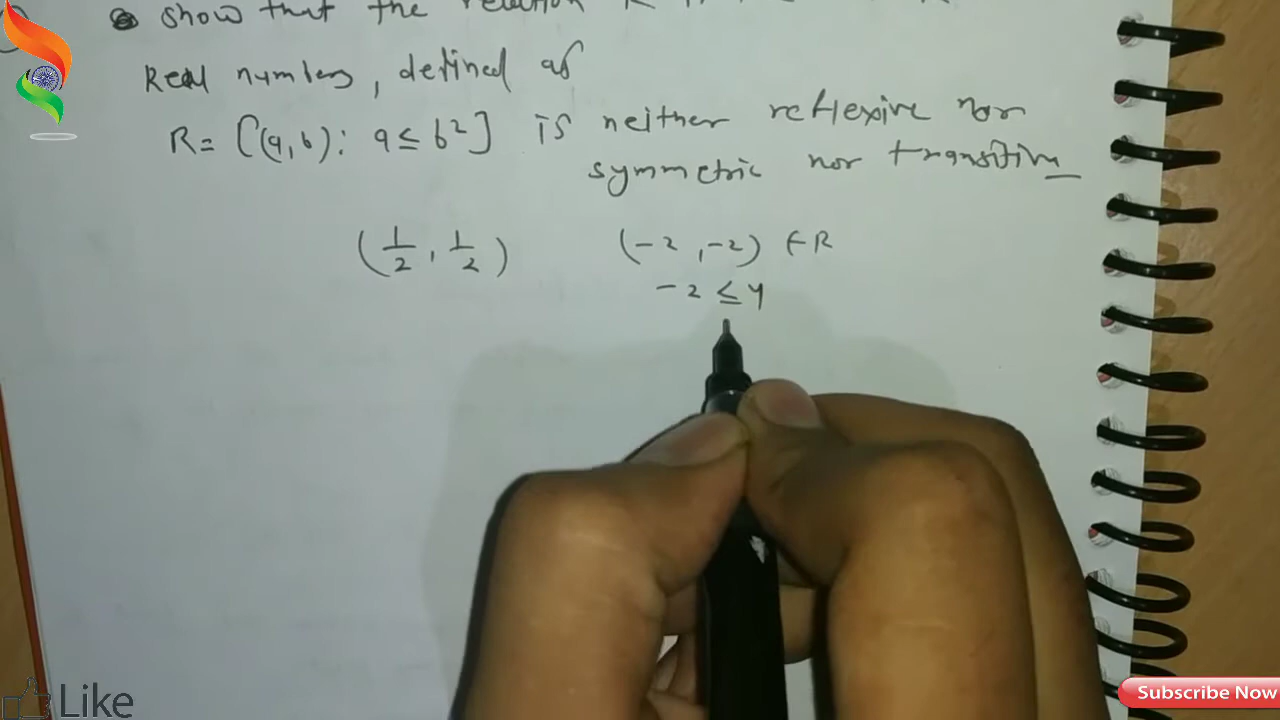 show that the relation R
Real numbers, defined as
R = [(a,b): a ≤ b²] is neither reflexive nor
symmetric nor transitive
(1/2, 1/2) (-2, -2) ∈ R
-2 ≤ 4
Like
Subscribe Now